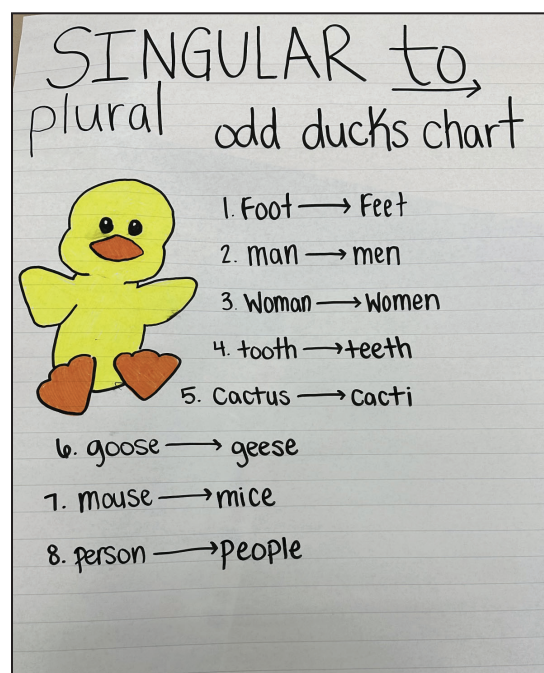 SINGULAR to
plural odd ducks chart
1. Foot → Feet
2. man → men
3. Woman → Women
4. tooth → teeth
5. Cactus → cacti
6. goose → geese
7. mouse → mice
8. person → people